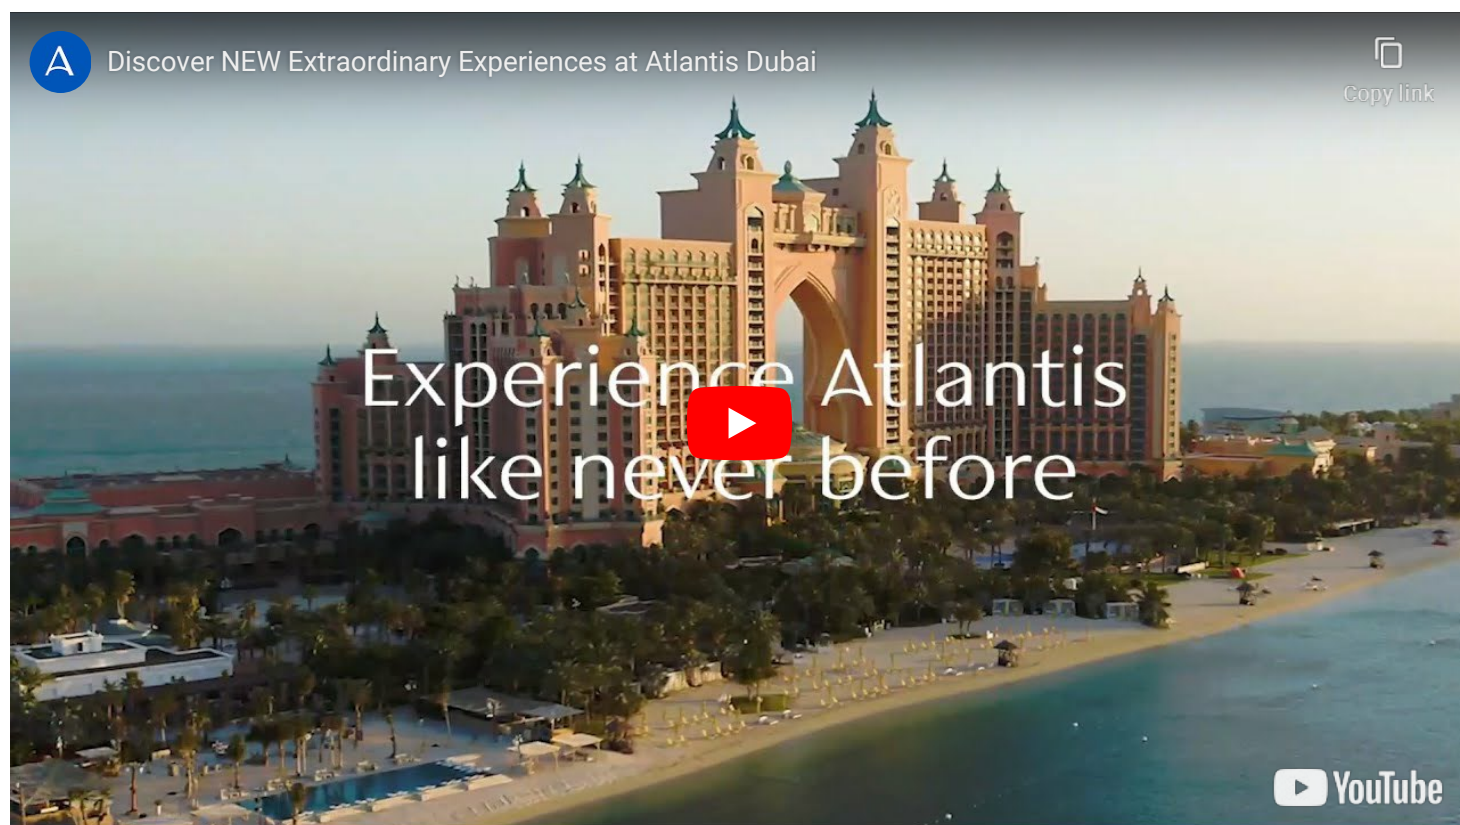 Discover NEW Extraordinary Experiences at Atlantis Dubai
Copy link
Experience Atlantis
like never before
YouTube